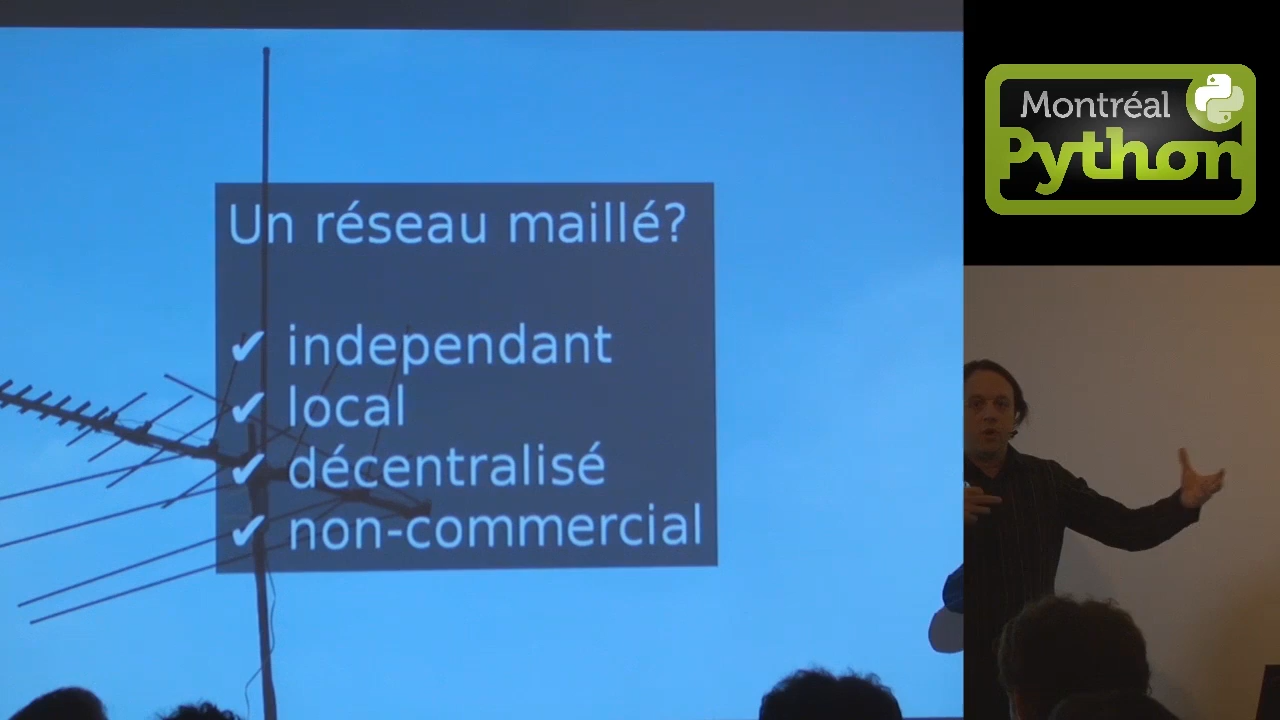 Un réseau maillé?
✔ independant
✔ local
✔ décentralisé
✔ non-commercial
Montréal
Python